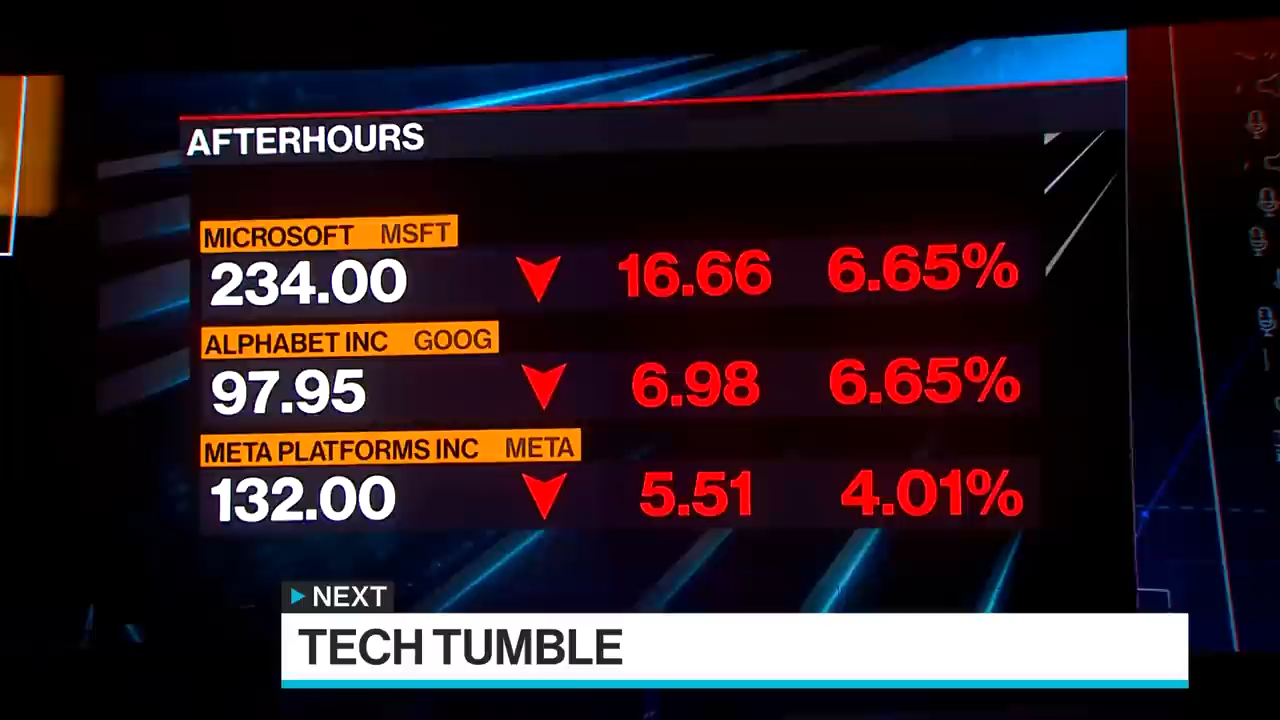 AFTERHOURS
MICROSOFT MSFT
234.00 16.66 6.65%
ALPHABET INC GOOG
97.95 6.98 6.65%
META PLATFORMS INC META
132.00 5.51 4.01%
NEXT
TECH TUMBLE